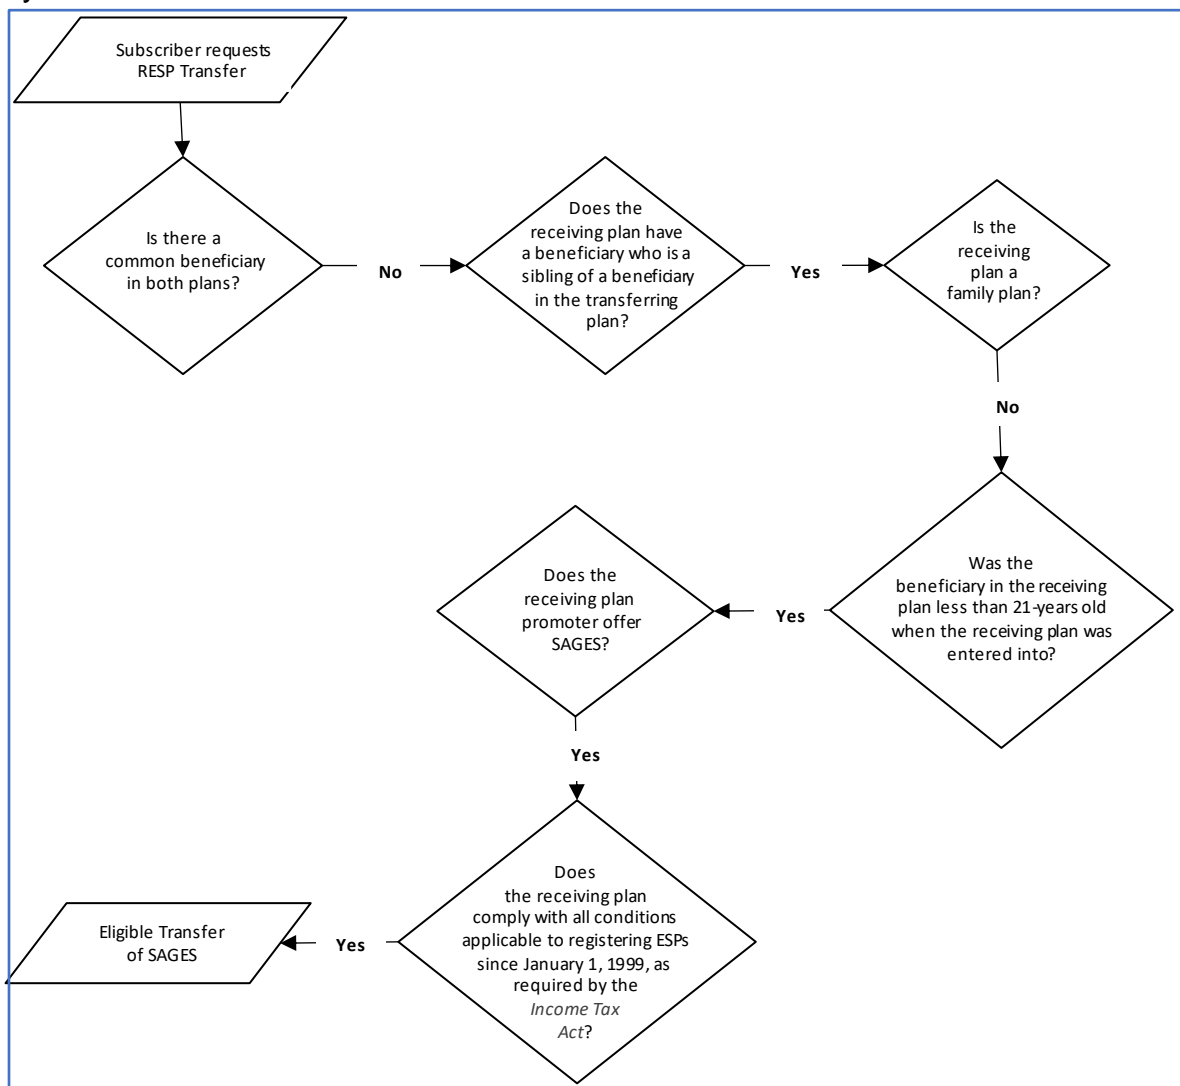 Subscriber requests
RESP Transfer
Is there a
common beneficiary
in both plans?
No
Does the
receiving plan have
a beneficiary who is a
sibling of a beneficiary
in the transferring
plan?
Yes
Is the
receiving
plan a
family plan?
No
Was the
beneficiary in the receiving
plan less than 21-years old
when the receiving plan was
entered into?
Yes
Does the
receiving plan
promoter offer
SAGES?
Yes
Does
the receiving plan
comply with all conditions
applicable to registering ESPs
since January 1, 1999, as
required by the
Income Tax
Act?
Yes
Eligible Transfer
of SAGES